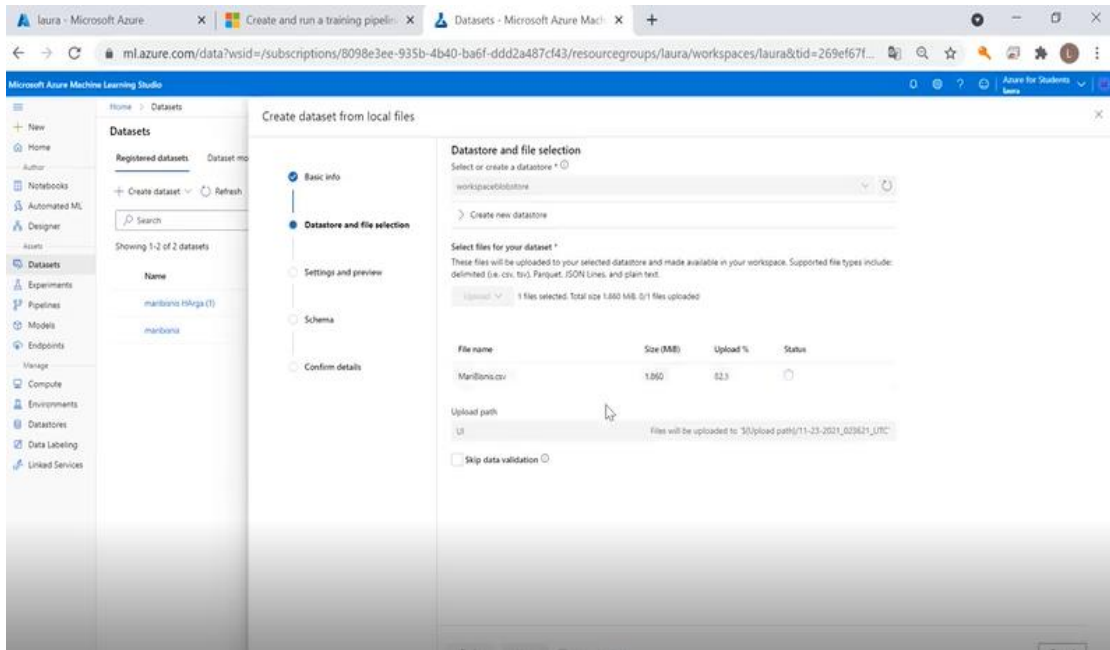 laura - Microsoft Azure
Create and run a training pipelin
Datasets - Microsoft Azure Mach
ml.azure.com/data?wsid=/subscriptions/8098e3ee-935b-4b40-ba6f-ddd2a487cf43/resourcegroups/laura/workspaces/laura&tid=269ef67f...
L
Microsoft Azure Machine Learning Studio
Azure for Students
laura
New
Home
Author
Notebooks
Automated ML
Designer
Assets
Datasets
Experiments
Pipelines
Models
Endpoints
Manage
Compute
Environments
Datastores
Data Labeling
Linked Services
Home > Datasets
Datasets
Registered datasets Dataset mo
Create dataset Refresh
Search
Showing 1-2 of 2 datasets
Name
Create dataset from local files
Basic info
Datastore and file selection
Settings and preview
Schema
Confirm details
Datastore and file selection
Select or create a datastore *
workspaceblobstore
Create new datastore
Select files for your dataset *
These files will be uploaded to your selected datastore and made available in your workspace. Supported file types include:
delimited (i.e. csv, tsv), Parquet, JSON Lines, and plain text.
Upload 1 files selected. Total size 1.860 MiB. 0/1 files uploaded
File name Size (MiB) Upload % Status
1.860
Upload path
UI Files will be uploaded to '$(Upload path)/11-23-2021_023621_UTC'
Skip data validation